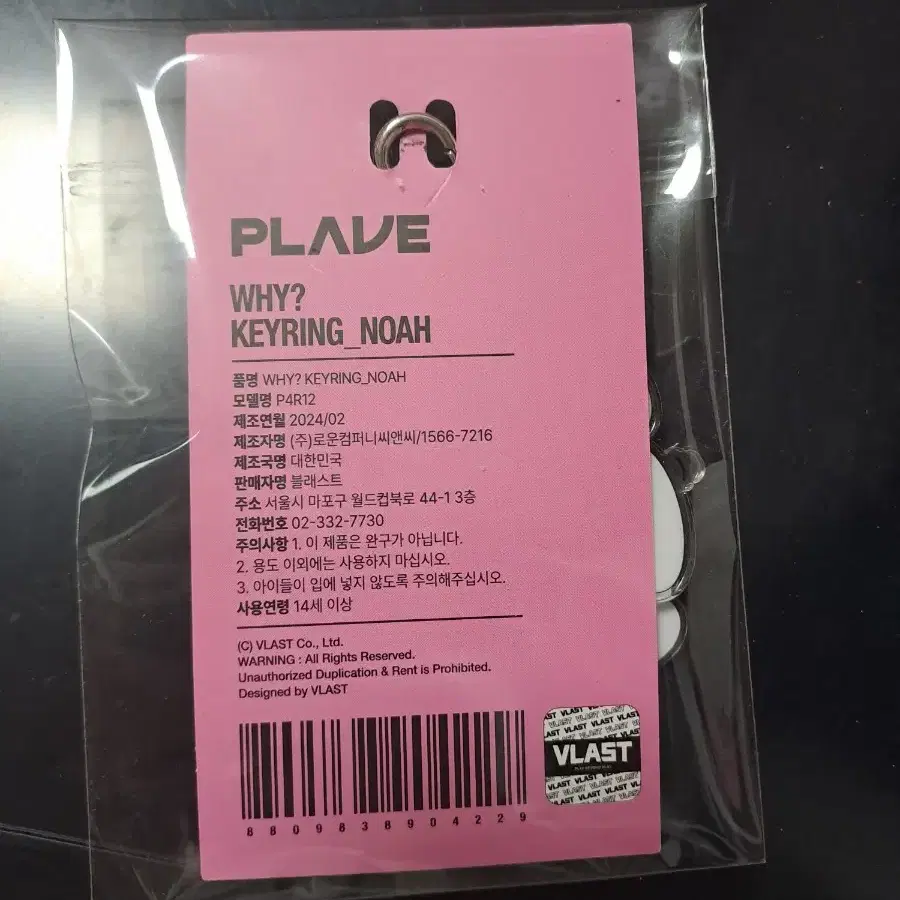 PLAVE
WHY?
KEYRING_NOAH
품명 WHY? KEYRING_NOAH
모델명 P4R12
제조연월 2024/02
제조자명 (주)로운컴퍼니씨앤씨/1566-7216
제조국명 대한민국
판매자명 블래스트
주소 서울시 마포구 월드컵북로 44-1 3층
전화번호 02-332-7730
주의사항 1. 이 제품은 완구가 아닙니다.
2. 용도 이외에는 사용하지 마십시오.
3. 아이들이 입에 넣지 않도록 주의해주십시오.
사용연령 14세 이상
(C) VLAST Co., Ltd.
WARNING : All Rights Reserved.
Unauthorized Duplication & Rent is Prohibited.
Designed by VLAST
8809838904229
VLAST